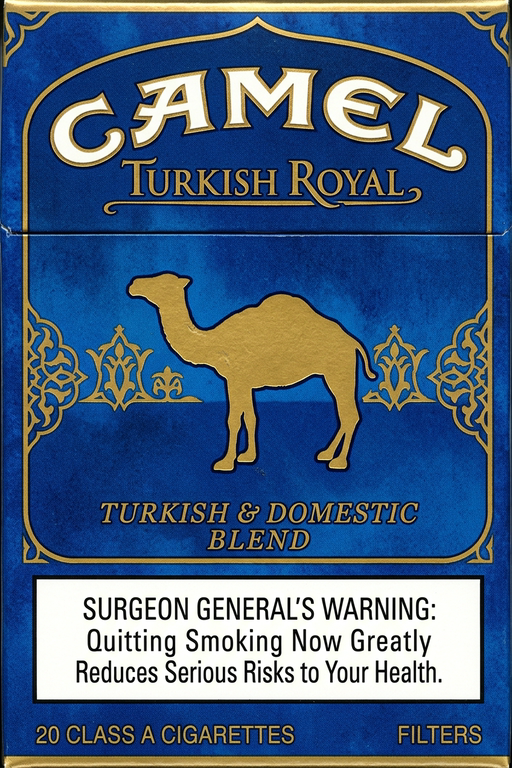 CAMEL
TURKISH ROYAL
TURKISH & DOMESTIC
BLEND
SURGEON GENERAL'S WARNING:
Quitting Smoking Now Greatly
Reduces Serious Risks to Your Health.
20 CLASS A CIGARETTES FILTERS